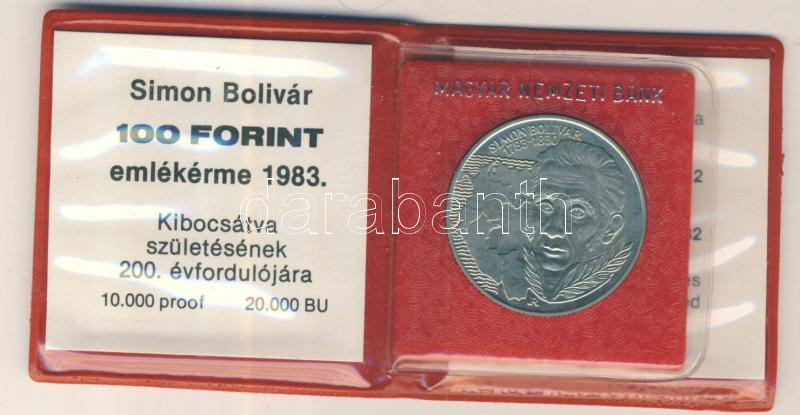 Simon Bolivár
100 FORINT
emlékérme 1983.
Kibocsátva
születésének
200. évfordulójára
10.000 proof 20.000 BU
MAGYAR NEMZETI BANK
SIMON BOLIVAR
1783-1830
darabanth